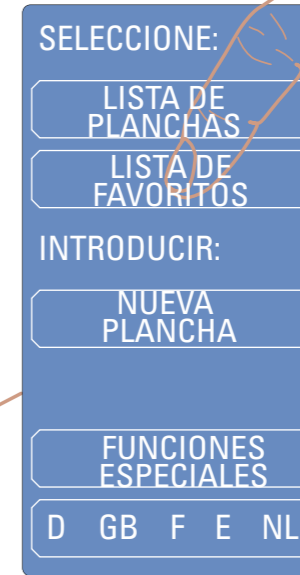 SELECCIONE:
LISTA DE
PLANCHAS
LISTA DE
FAVORITOS
INTRODUCIR:
NUEVA
PLANCHA
FUNCIONES
ESPECIALES
D GB F E NL